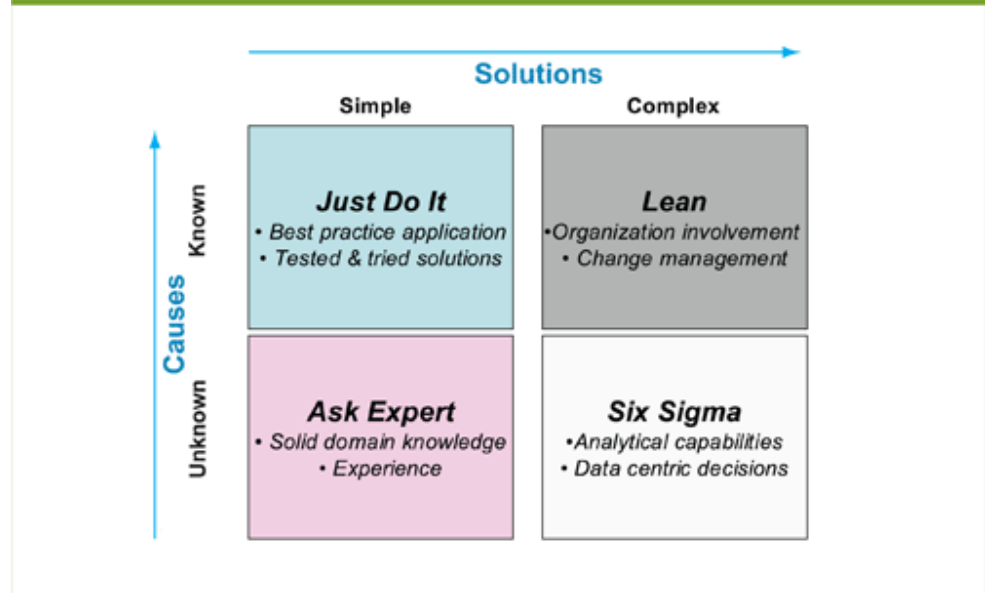 Solutions
Simple
Complex
Causes
Known
Just Do It
• Best practice application
• Tested & tried solutions
Lean
•Organization involvement
• Change management
Unknown
Ask Expert
• Solid domain knowledge
• Experience
Six Sigma
•Analytical capabilities
• Data centric decisions